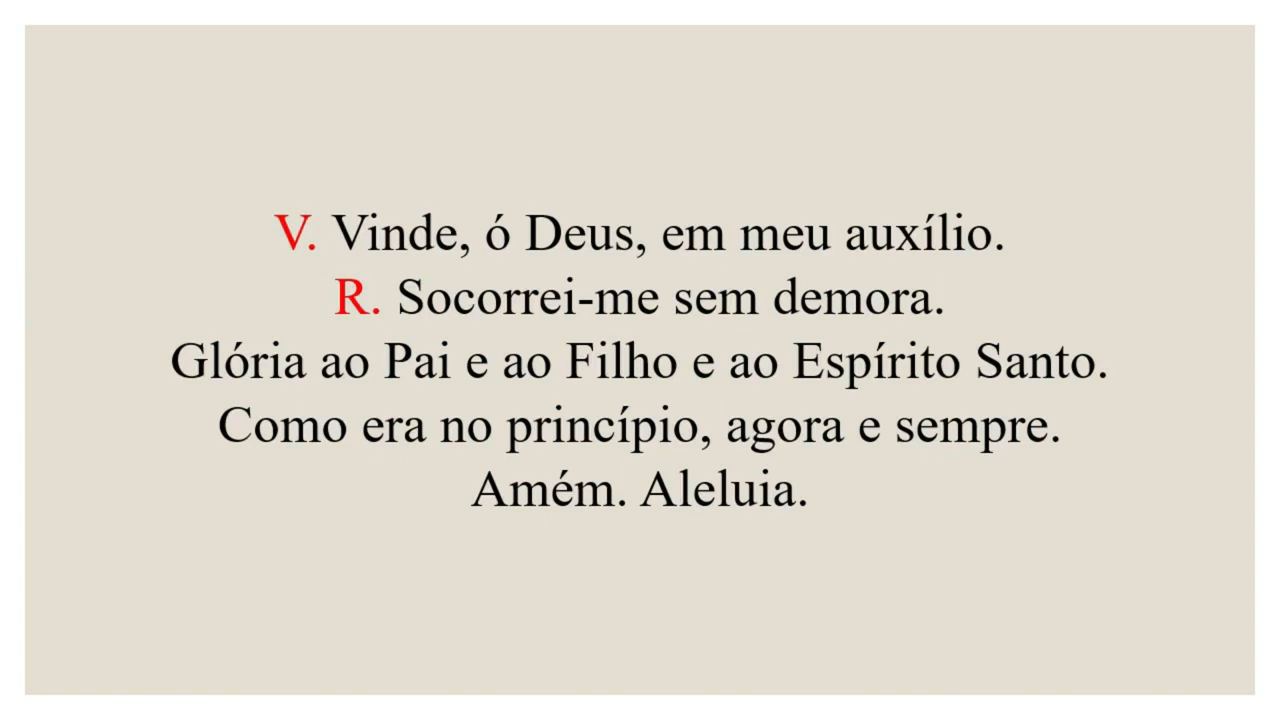 V. Vinde, ó Deus, em meu auxílio.
R. Socorrei-me sem demora.
Glória ao Pai e ao Filho e ao Espírito Santo.
Como era no princípio, agora e sempre.
Amém. Aleluia.